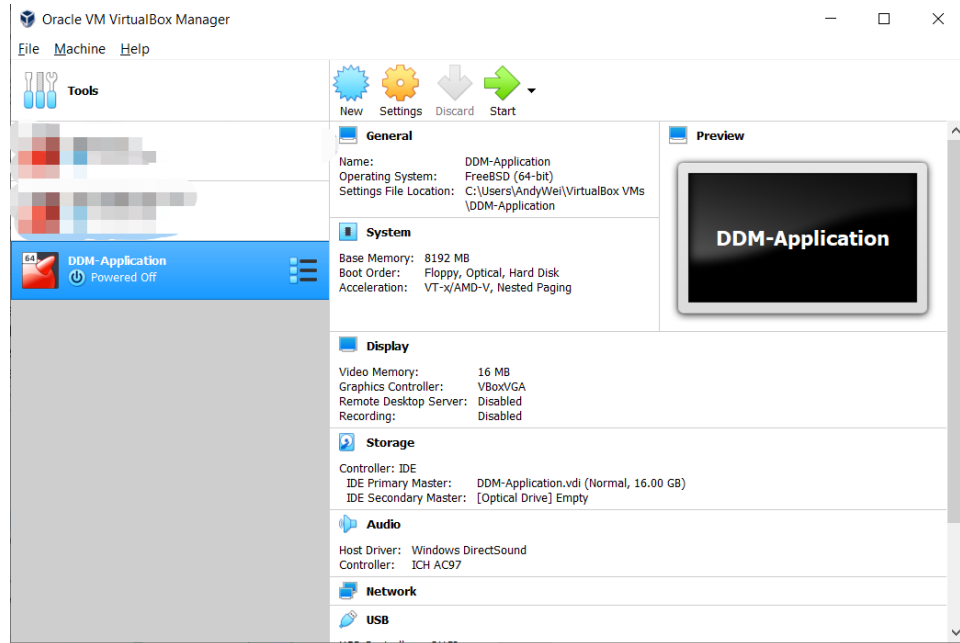 Oracle VM VirtualBox Manager
File Machine Help
Tools
New Settings Discard Start
General
Name: DDM-Application
Operating System: FreeBSD (64-bit)
Settings File Location: C:\Users\AndyWei\VirtualBox VMs
\DDM-Application
Preview
DDM-Application
System
Base Memory: 8192 MB
Boot Order: Floppy, Optical, Hard Disk
Acceleration: VT-x/AMD-V, Nested Paging
64
DDM-Application
Powered Off
Display
Video Memory: 16 MB
Graphics Controller: VBoxVGA
Remote Desktop Server: Disabled
Recording: Disabled
Storage
Controller: IDE
IDE Primary Master: DDM-Application.vdi (Normal, 16.00 GB)
IDE Secondary Master: [Optical Drive] Empty
Audio
Host Driver: Windows DirectSound
Controller: ICH AC97
Network
USB